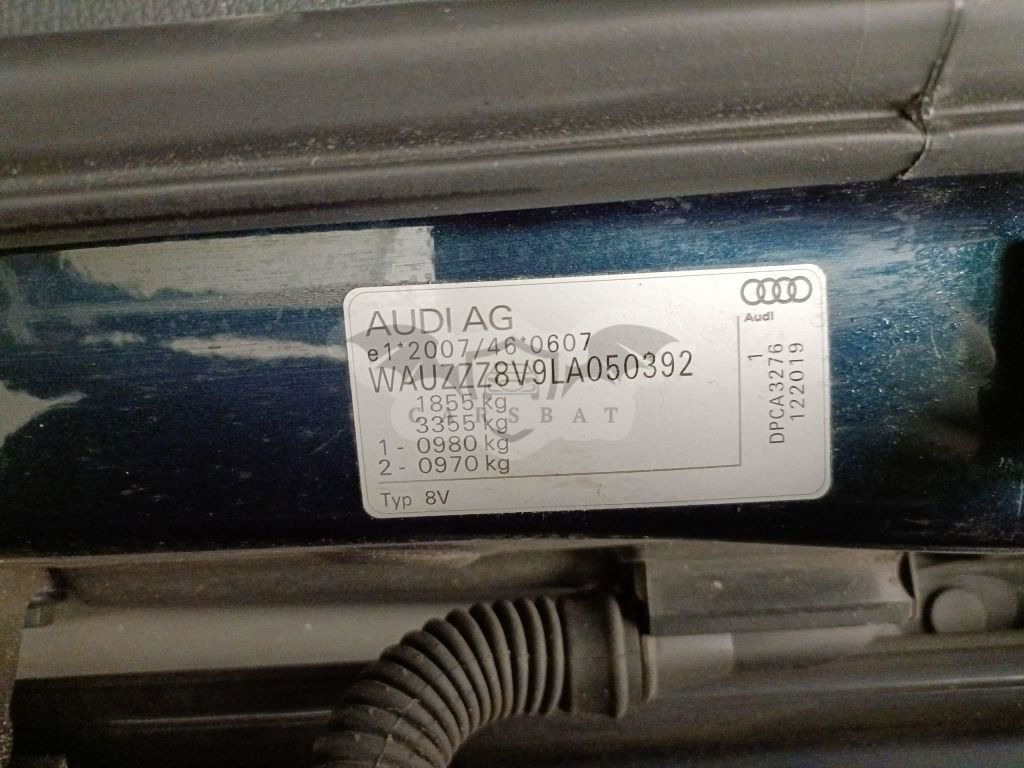 AUDI AG
e1*2007/46*0607
WAUZZZ8V9LA050392
1855 kg
3355 kg
1 - 0980 kg
2 - 0970 kg
Typ 8V
Audi
DPCA3276 1
122019
CARSBAT